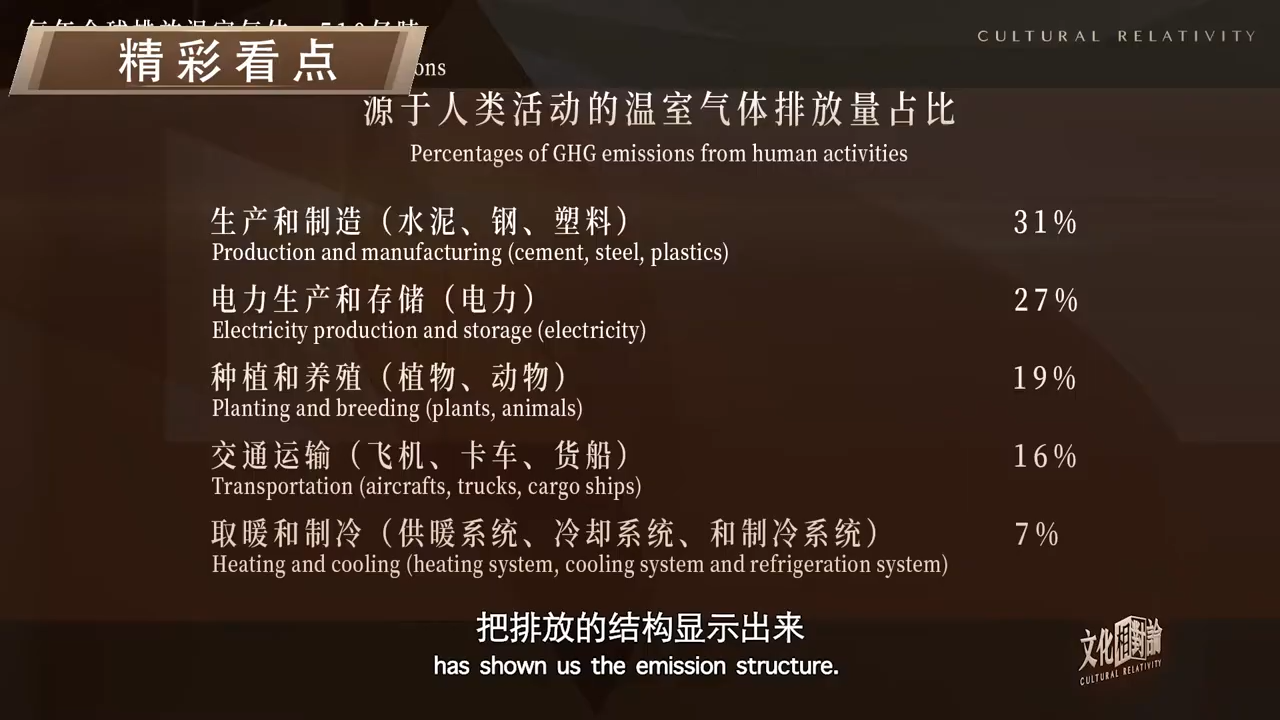 CULTURAL RELATIVITY
精彩看点
源于人类活动的温室气体排放量占比
Percentages of GHG emissions from human activities
生产和制造（水泥、钢、塑料） 31%
Production and manufacturing (cement, steel, plastics)
电力生产和存储（电力） 27%
Electricity production and storage (electricity)
种植和养殖（植物、动物） 19%
Planting and breeding (plants, animals)
交通运输（飞机、卡车、货船） 16%
Transportation (aircrafts, trucks, cargo ships)
取暖和制冷（供暖系统、冷却系统、和制冷系统） 7%
Heating and cooling (heating system, cooling system and refrigeration system)
把排放的结构显示出来
has shown us the emission structure.
文化相對論
CULTURAL RELATIVITY